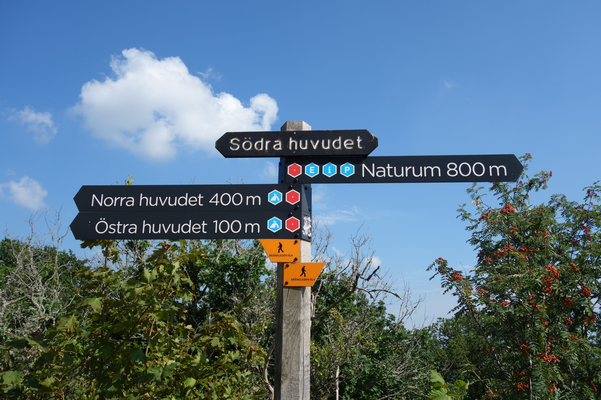 Södra huvudet
E i P Naturum 800 m
Norra huvudet 400 m
Östra huvudet 100 m